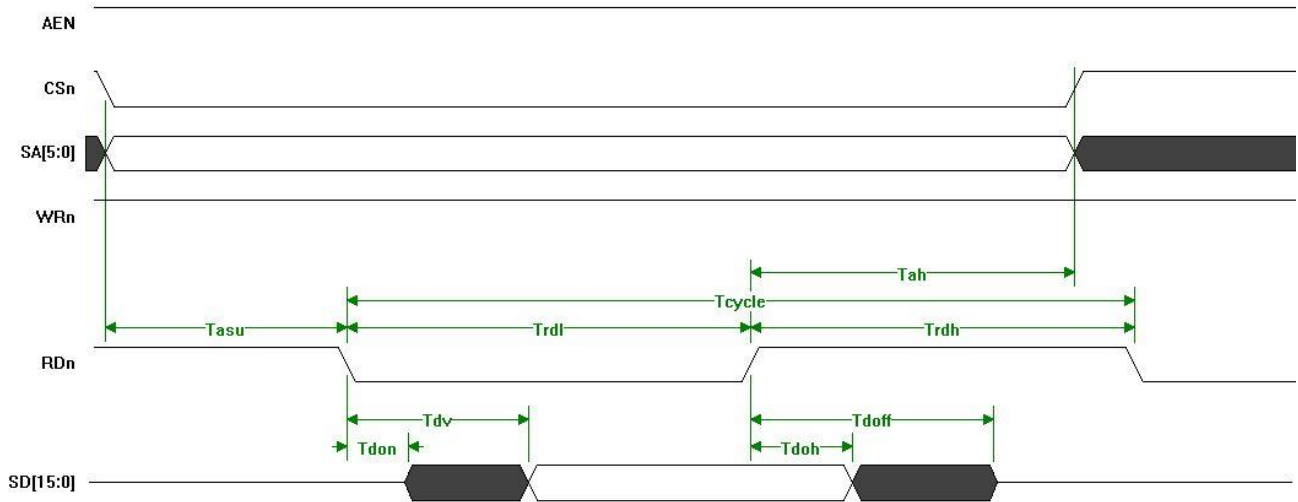 AEN
CSn
SA[5:0]
WRn
Tah
Tcycle
Tasu Trdl Trdh
RDn
Tdv Tdoff
Tdon Tdoh
SD[15:0]